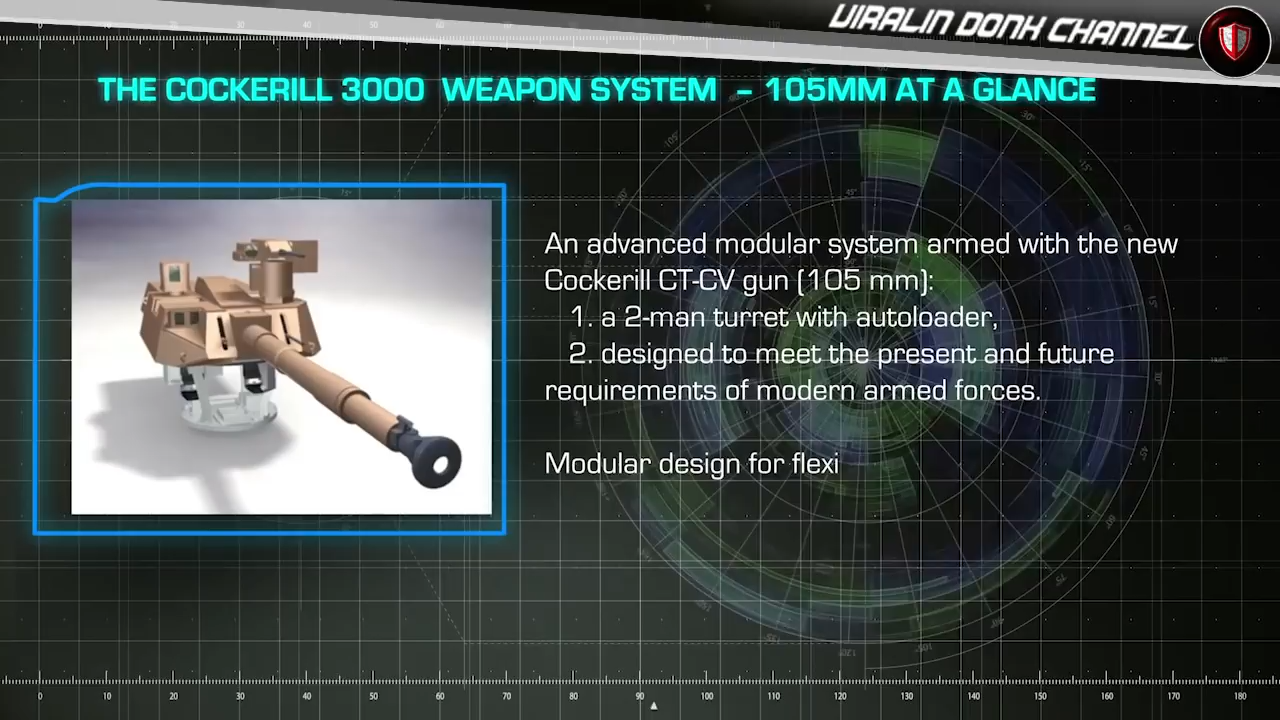 VIRALIN DONK CHANNEL
THE COCKERILL 3000 WEAPON SYSTEM – 105MM AT A GLANCE
An advanced modular system armed with the new
Cockerill CT-CV gun (105 mm):
1. a 2-man turret with autoloader,
2. designed to meet the present and future
requirements of modern armed forces.
Modular design for flexi
0 10 20 30 40 50 60 70 80 90 100 110 120 130 140 150 160 170 180